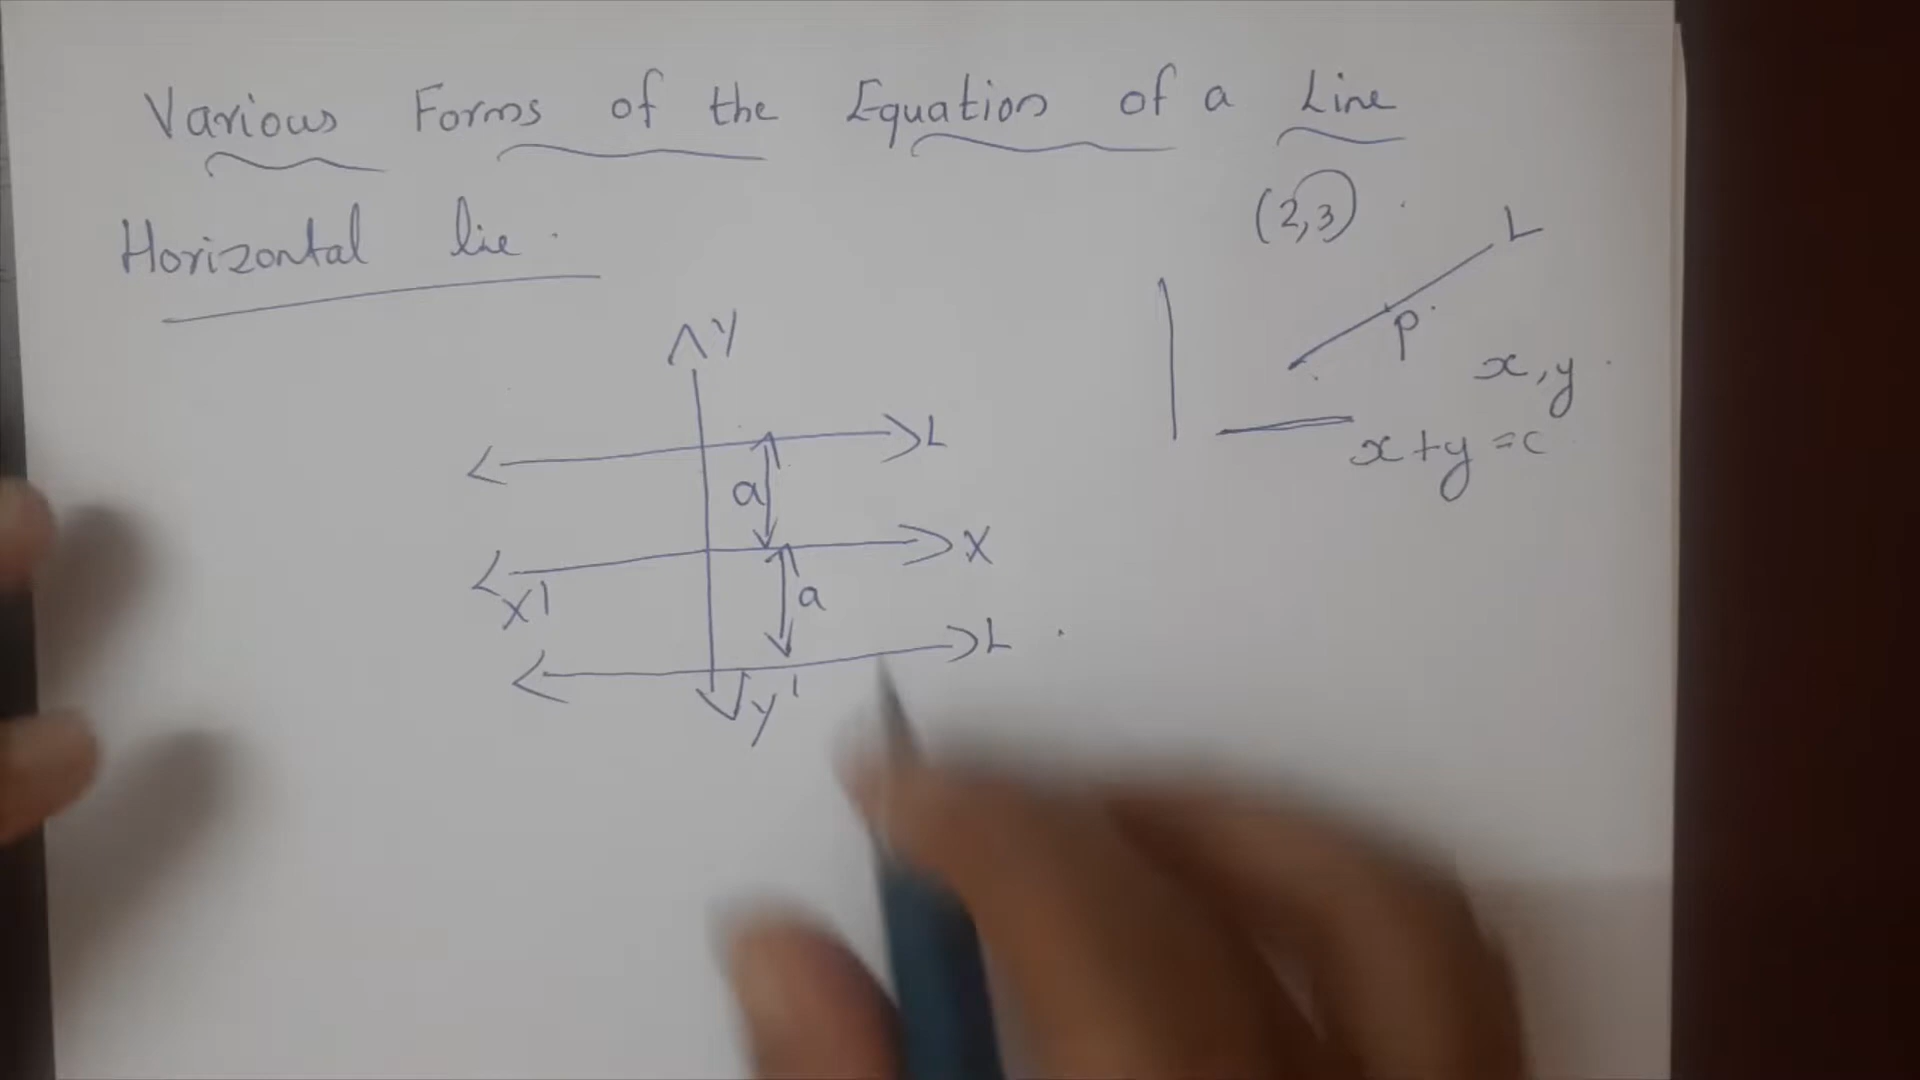 Various Forms of the Equation of a Line
Horizontal lie.
(2,3)
L
P
x, y
x + y = c
Y
L
a
X
X'
a
L
y'